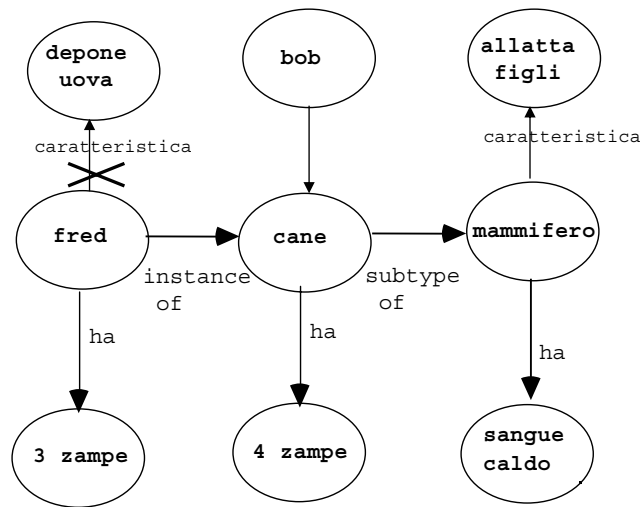 depone
uova
bob
allatta
figli
caratteristica
caratteristica
fred
cane
mammifero
instance
of
subtype
of
ha
ha
ha
3 zampe
4 zampe
sangue
caldo